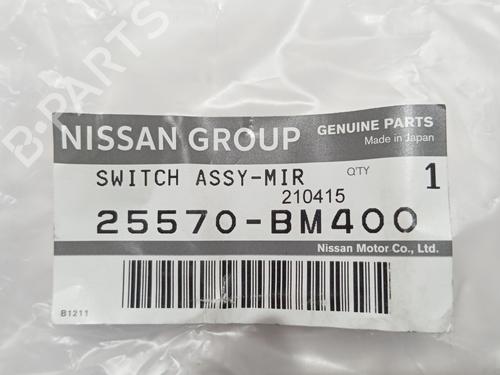 B-PARTS
NISSAN GROUP
GENUINE PARTS
Made in Japan
SWITCH ASSY-MIR
Q'TY
1
210415
25570-BM400
Nissan Motor Co., Ltd.
B1211